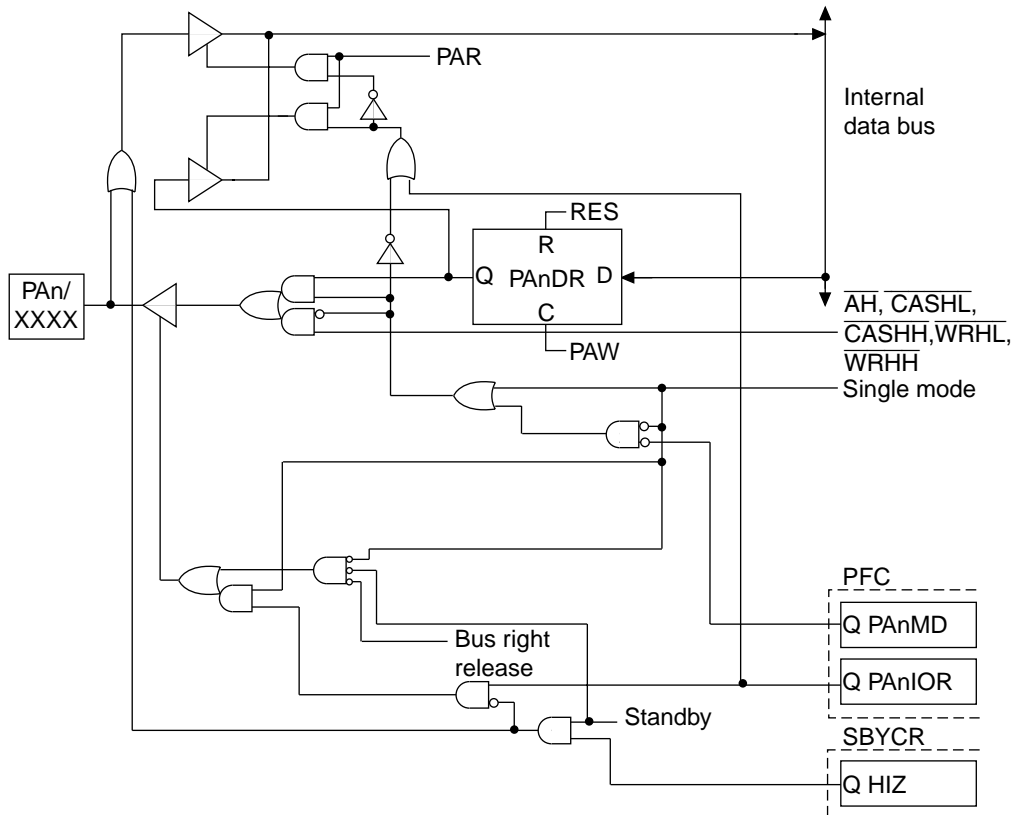 PAR
Internal
data bus
RES
R
Q PAnDR D
C
PAW
PAn/
XXXX
AH, CASHL,
CASHH,WRHL,
WRHH
Single mode
PFC
Q PAnMD
Bus right
release
Q PAnIOR
Standby
SBYCR
Q HIZ